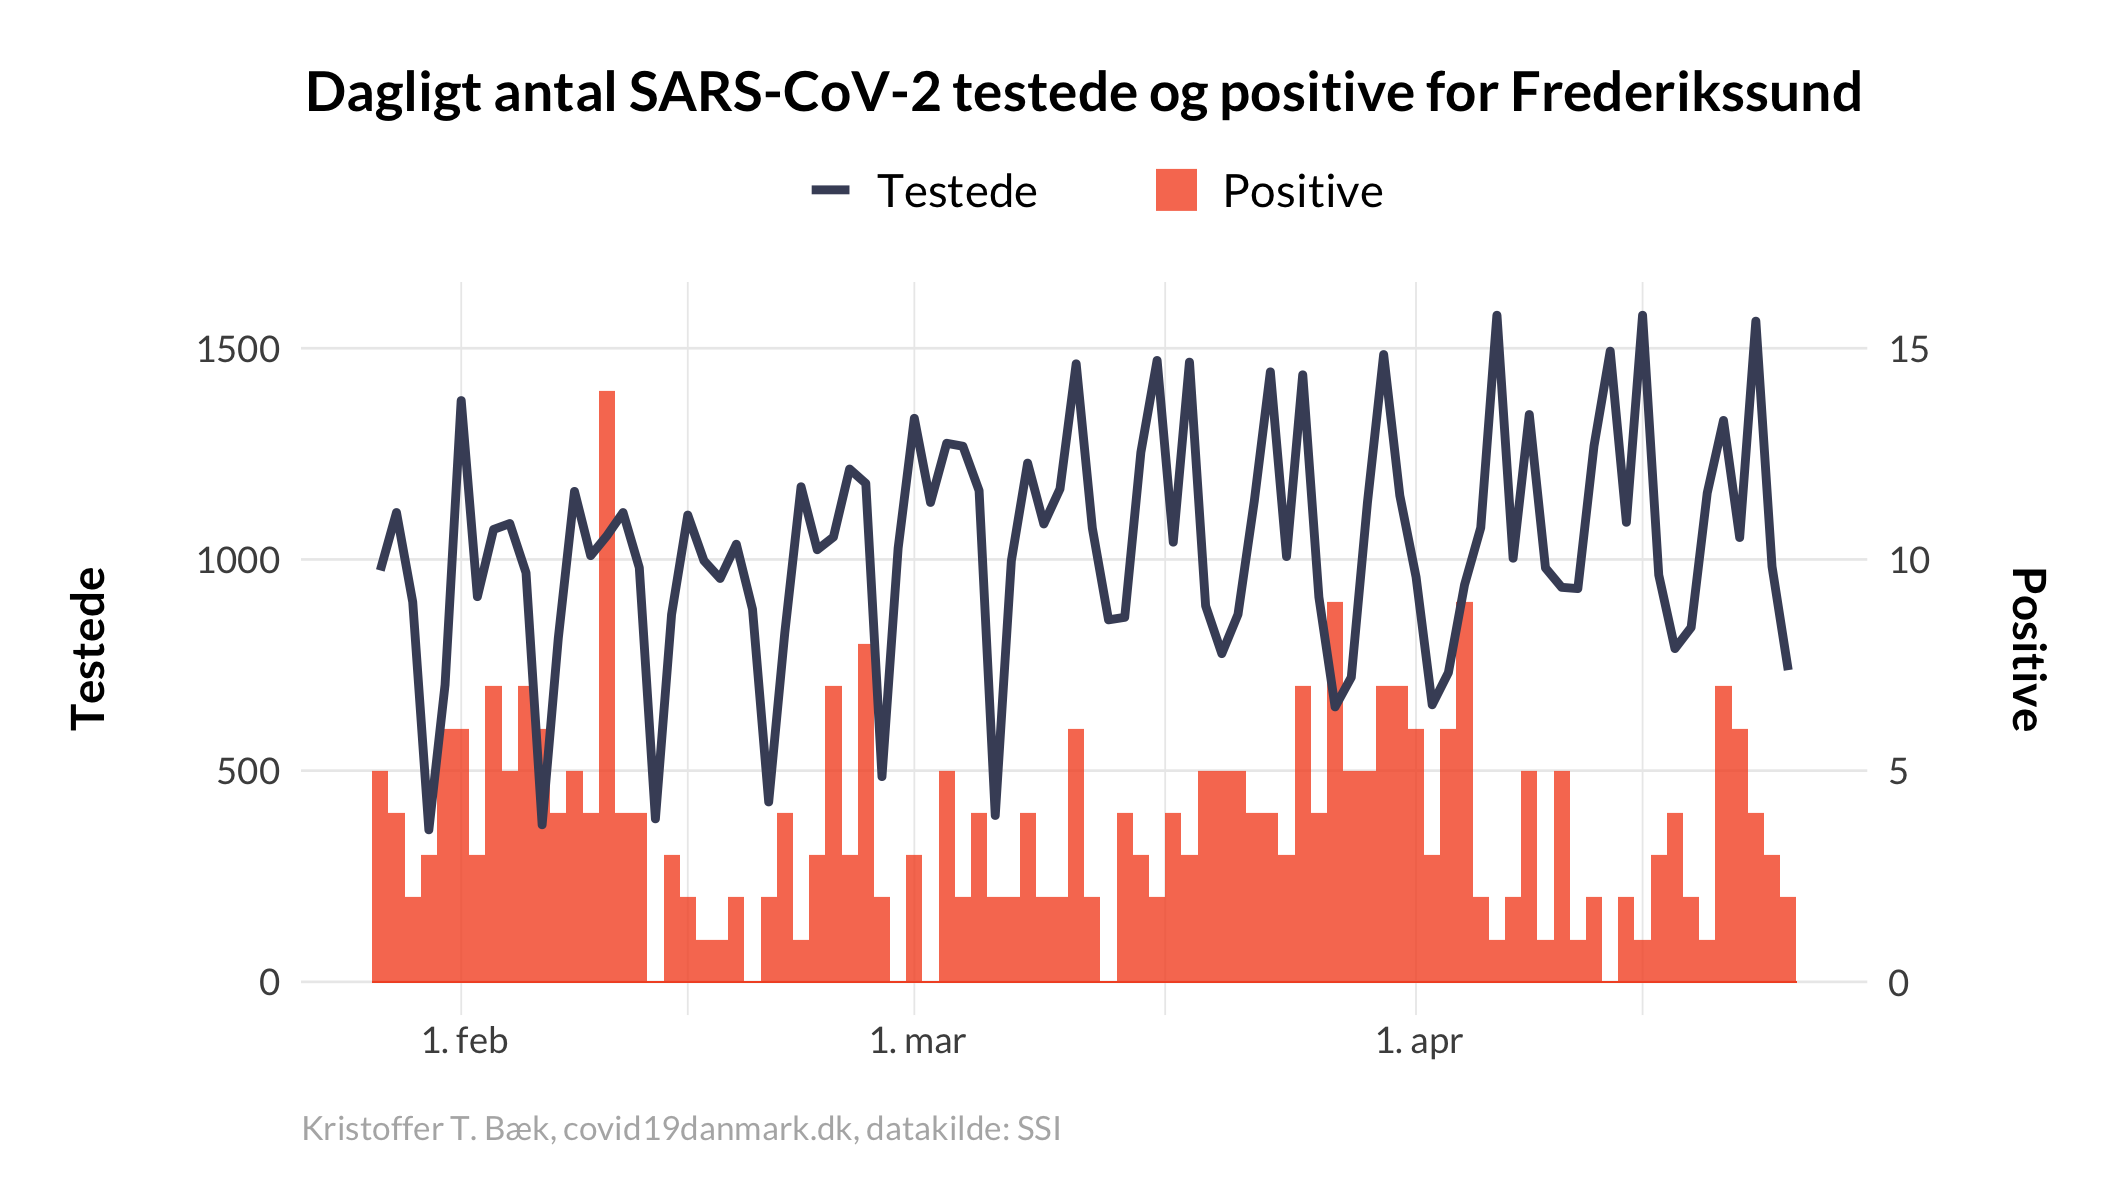 Dagligt antal SARS-CoV-2 testede og positive for Frederikssund
Testede Positive
1500 15
1000 10
500 5
0 0
Testede
Positive
1. feb 1. mar 1. apr
Kristoffer T. Bæk, covid19danmark.dk, datakilde: SSI